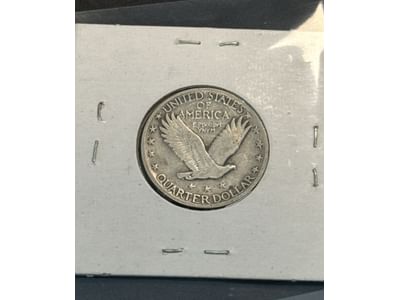 UNITED STATES
OF
AMERICA
E PLURIBUS
UNUM
QUARTER DOLLAR